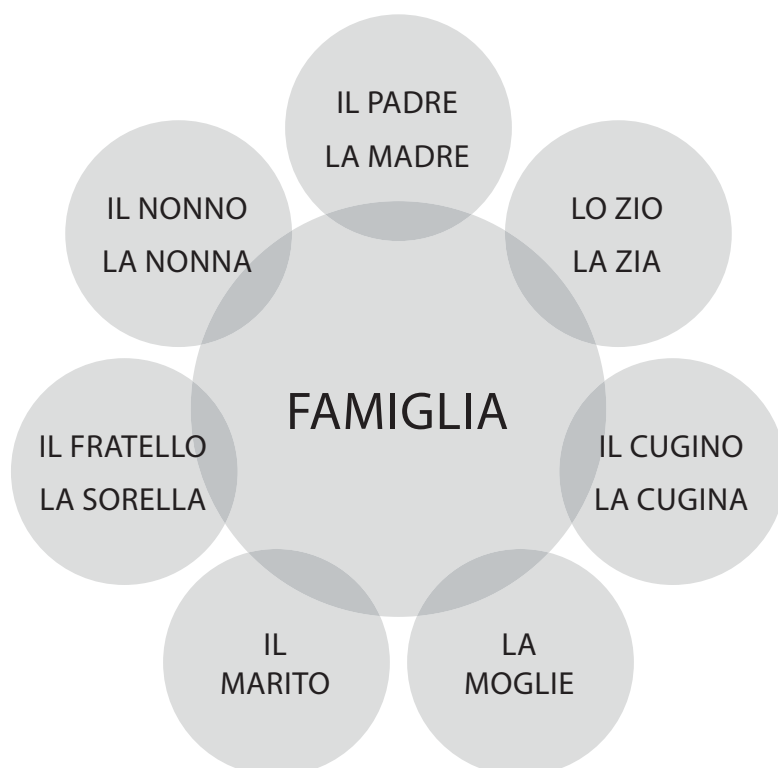 IL PADRE
LA MADRE
IL NONNO
LA NONNA
LO ZIO
LA ZIA
FAMIGLIA
IL FRATELLO
LA SORELLA
IL CUGINO
LA CUGINA
IL
MARITO
LA
MOGLIE